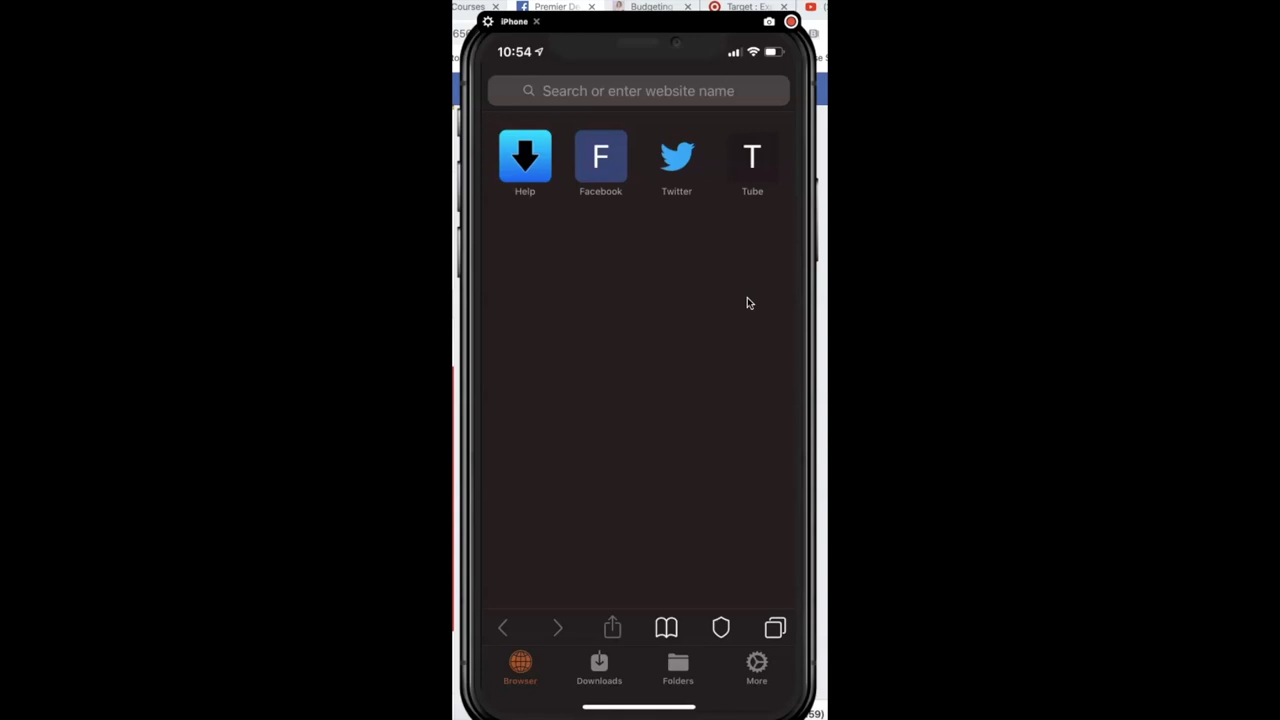 Courses
Premier De
Budgeting
Target : Ex
iPhone
10:54
Search or enter website name
F
T
Help
Facebook
Twitter
Tube
Browser
Downloads
Folders
More
59)